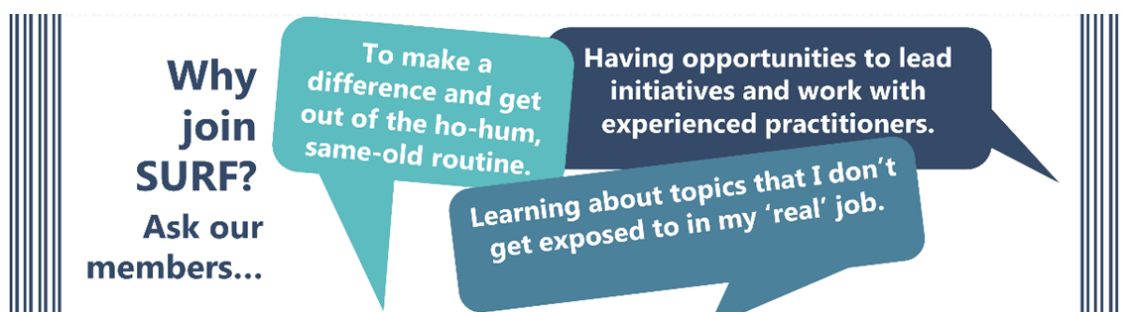 Why
join
SURF?
Ask our
members...
To make a
difference and get
out of the ho-hum,
same-old routine.
Having opportunities to lead
initiatives and work with
experienced practitioners.
Learning about topics that I don’t
get exposed to in my ‘real’ job.